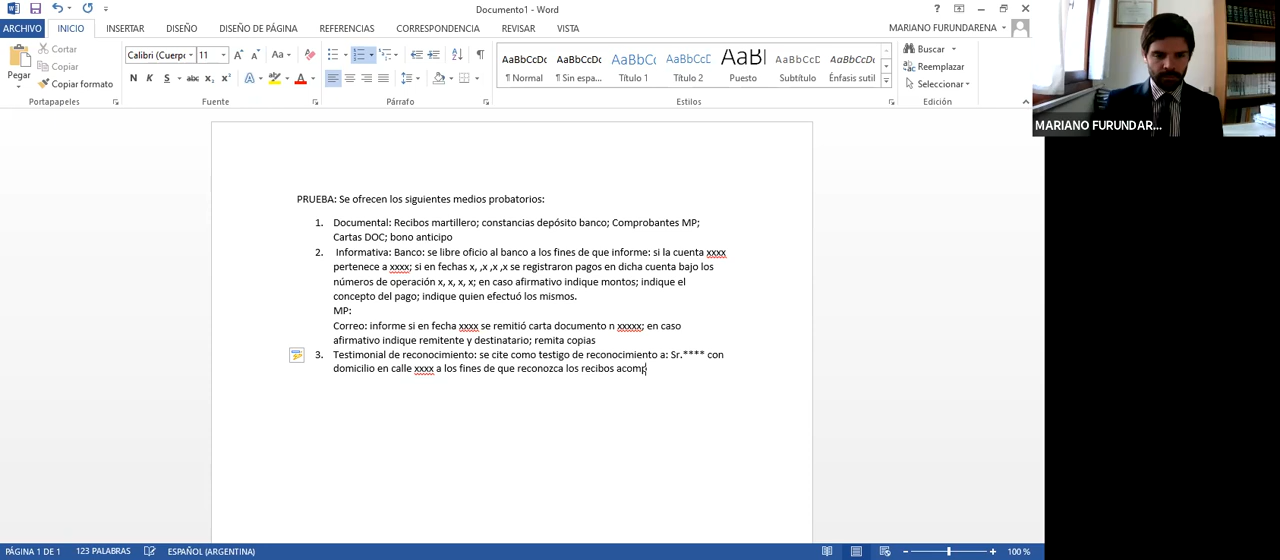 Documento1 - Word
ARCHIVO INICIO INSERTAR DISEÑO DISEÑO DE PÁGINA REFERENCIAS CORRESPONDENCIA REVISAR VISTA MARIANO FURUNDARENA
Pegar
Cortar
Copiar
Copiar formato
Portapapeles
Calibri (Cuerpo 11
Fuente
Párrafo
AaBbCcDc AaBbCcDc AaBbCc AaBbCcC AaBl AaBbCcC AaBbCcDc
¶ Normal ¶ Sin espa... Título 1 Título 2 Puesto Subtítulo Énfasis sutil
Estilos
Buscar
Reemplazar
Seleccionar
Edición
MARIANO FURUNDAR...
PRUEBA: Se ofrecen los siguientes medios probatorios:
1. Documental: Recibos martillero; constancias depósito banco; Comprobantes MP;
Cartas DOC; bono anticipo
2. Informativa: Banco: se libre oficio al banco a los fines de que informe: si la cuenta xxxx
pertenece a xxxx; si en fechas x, ,x ,x ,x se registraron pagos en dicha cuenta bajo los
números de operación x, x, x, x; en caso afirmativo indique montos; indique el
concepto del pago; indique quien efectuó los mismos.
MP:
Correo: informe si en fecha xxxx se remitió carta documento n xxxxx; en caso
afirmativo indique remitente y destinatario; remita copias
3. Testimonial de reconocimiento: se cite como testigo de reconocimiento a: Sr.**** con
domicilio en calle xxxx a los fines de que reconozca los recibos acomp
PÁGINA 1 DE 1 123 PALABRAS ESPAÑOL (ARGENTINA) 100 %